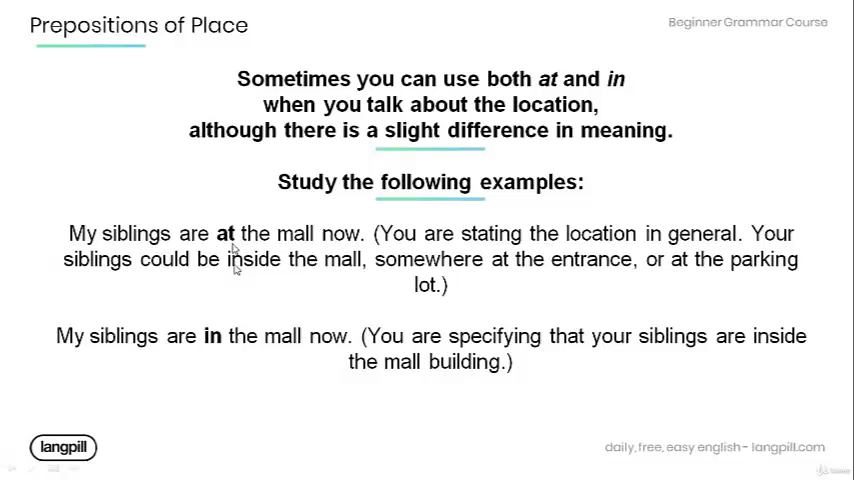 Prepositions of Place
Beginner Grammar Course
Sometimes you can use both at and in
when you talk about the location,
although there is a slight difference in meaning.
Study the following examples:
My siblings are at the mall now. (You are stating the location in general. Your
siblings could be inside the mall, somewhere at the entrance, or at the parking
lot.)
My siblings are in the mall now. (You are specifying that your siblings are inside
the mall building.)
langpill
daily, free, easy english - langpill.com